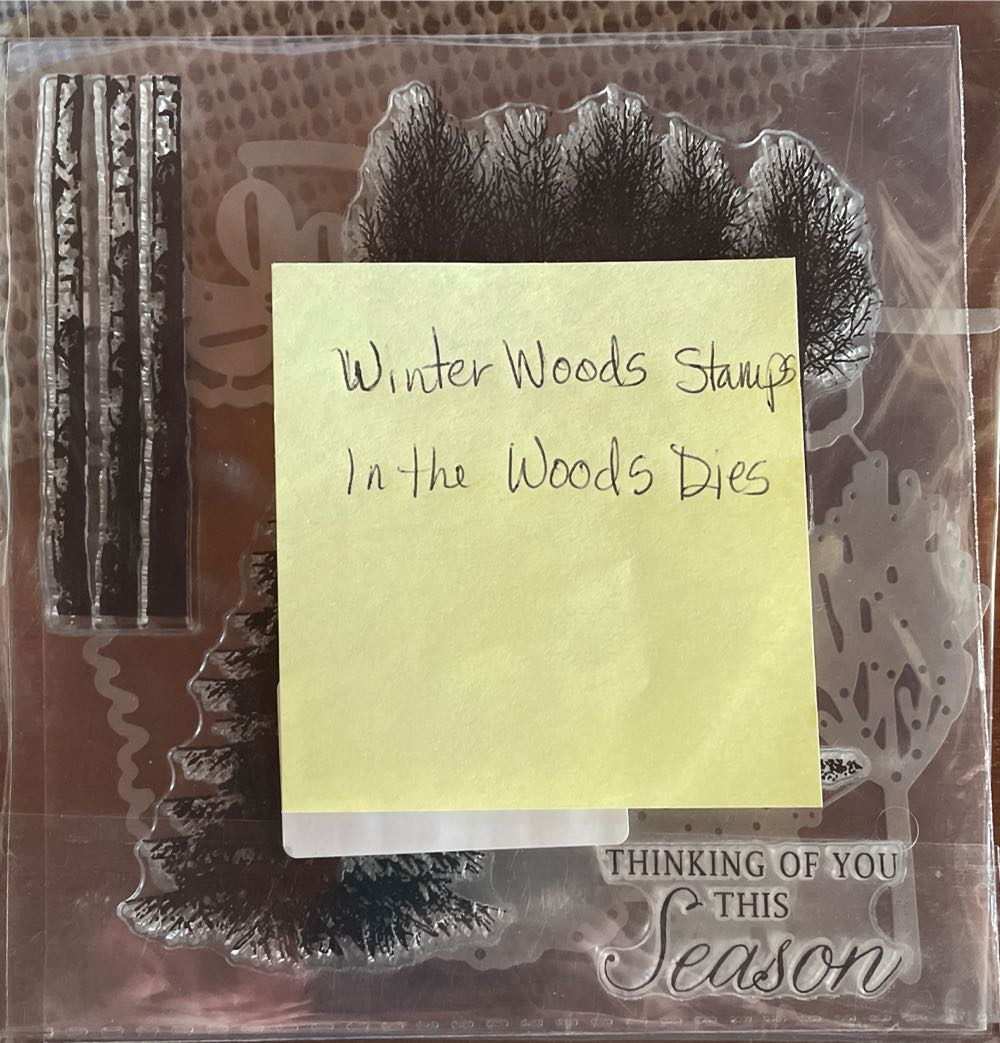 Winter Woods Stamps
In the Woods Dies
THINKING OF YOU
THIS
Season